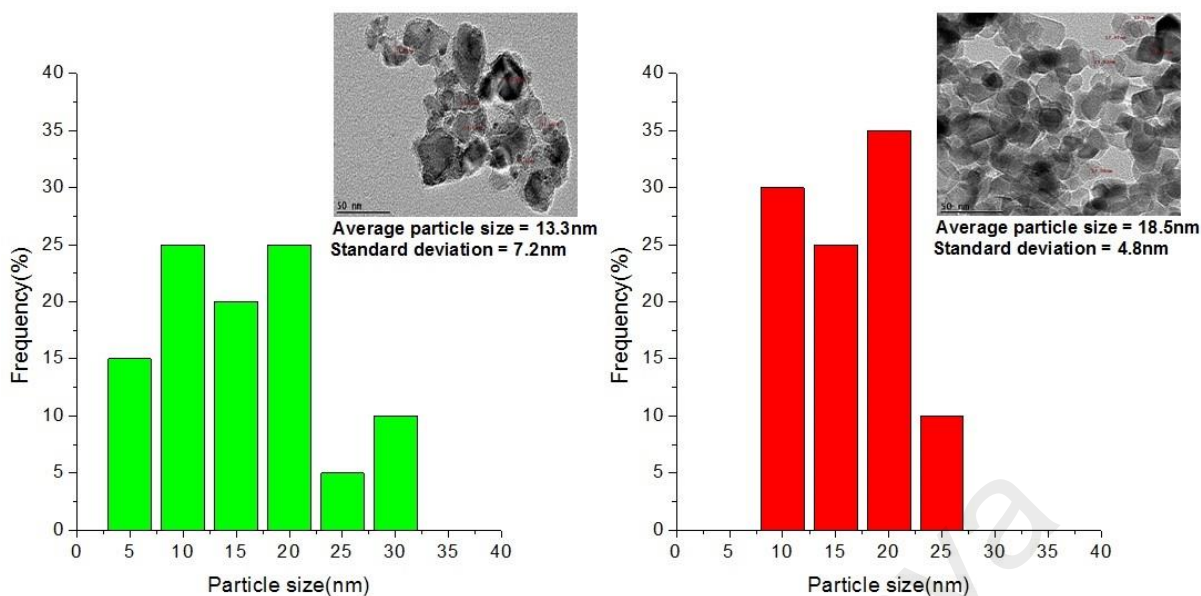 50 nm
Average particle size = 13.3nm
Standard deviation = 7.2nm
Frequency(%)
40
35
30
25
20
15
10
5
0
0 5 10 15 20 25 30 40
Particle size(nm)
50 nm
Average particle size = 18.5nm
Standard deviation = 4.8nm
Frequency(%)
40
35
30
25
20
15
10
5
0
0 5 10 15 20 25 30 35 40
Particle size(nm)